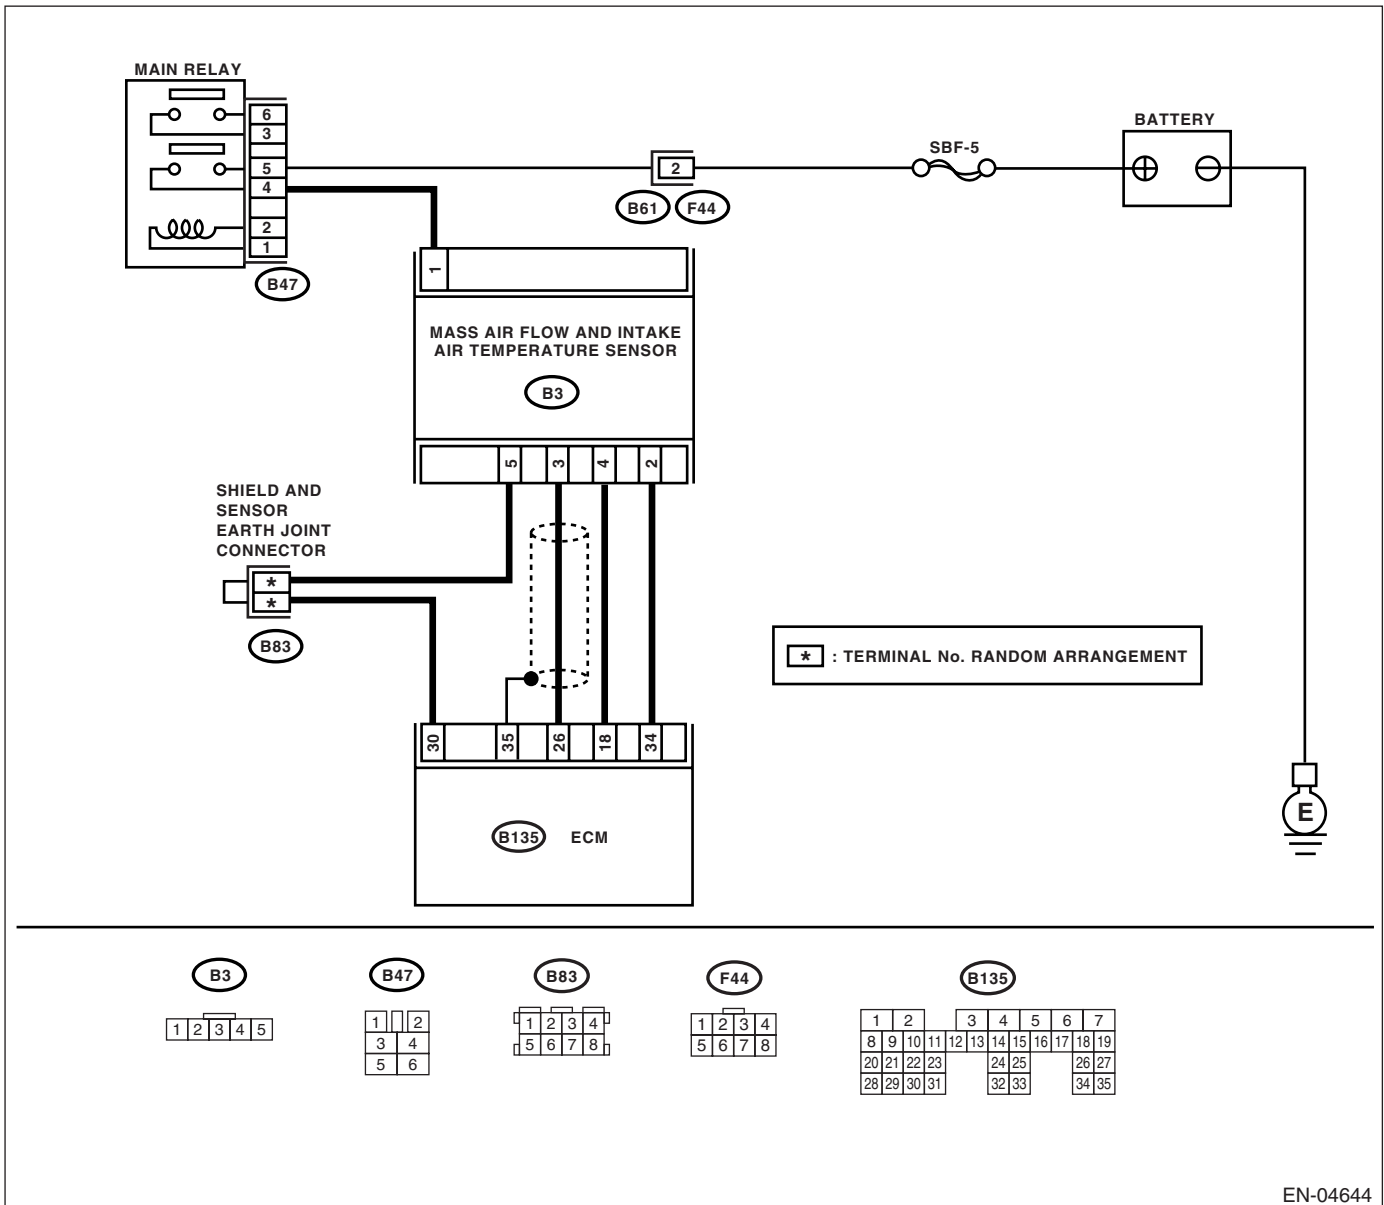 MAIN RELAY
6
3
5
4
2
1
B47
2
B61
F44
SBF-5
BATTERY
1
MASS AIR FLOW AND INTAKE
AIR TEMPERATURE SENSOR
B3
5 3 4 2
SHIELD AND
SENSOR
EARTH JOINT
CONNECTOR
*
*
B83
* : TERMINAL No. RANDOM ARRANGEMENT
30 35 26 18 34
B135 ECM
E
B3
1 2 3 4 5
B47
1 2
3 4
5 6
B83
1 2 3 4
5 6 7 8
F44
1 2 3 4
5 6 7 8
B135
1 2 3 4 5 6 7
8 9 10 11 12 13 14 15 16 17 18 19
20 21 22 23 24 25 26 27
28 29 30 31 32 33 34 35
EN-04644